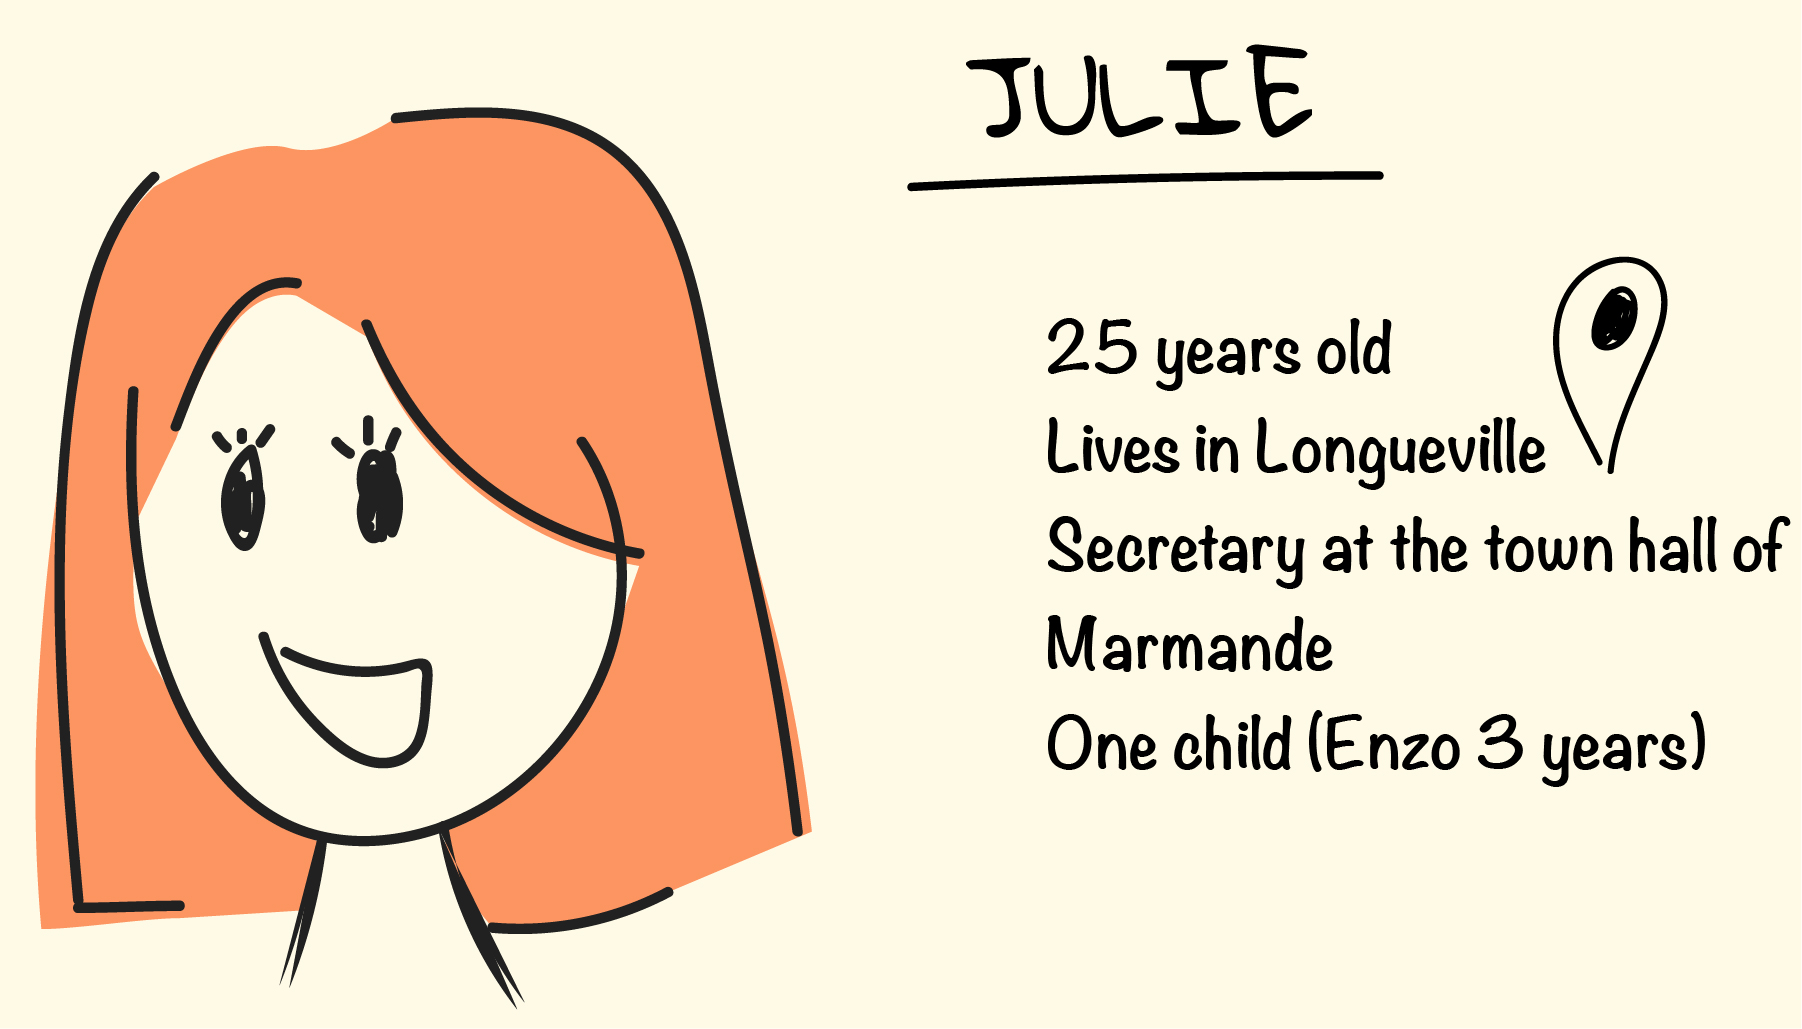 JULIE
25 years old
Lives in Longueville
Secretary at the town hall of
Marmande
One child (Enzo 3 years)